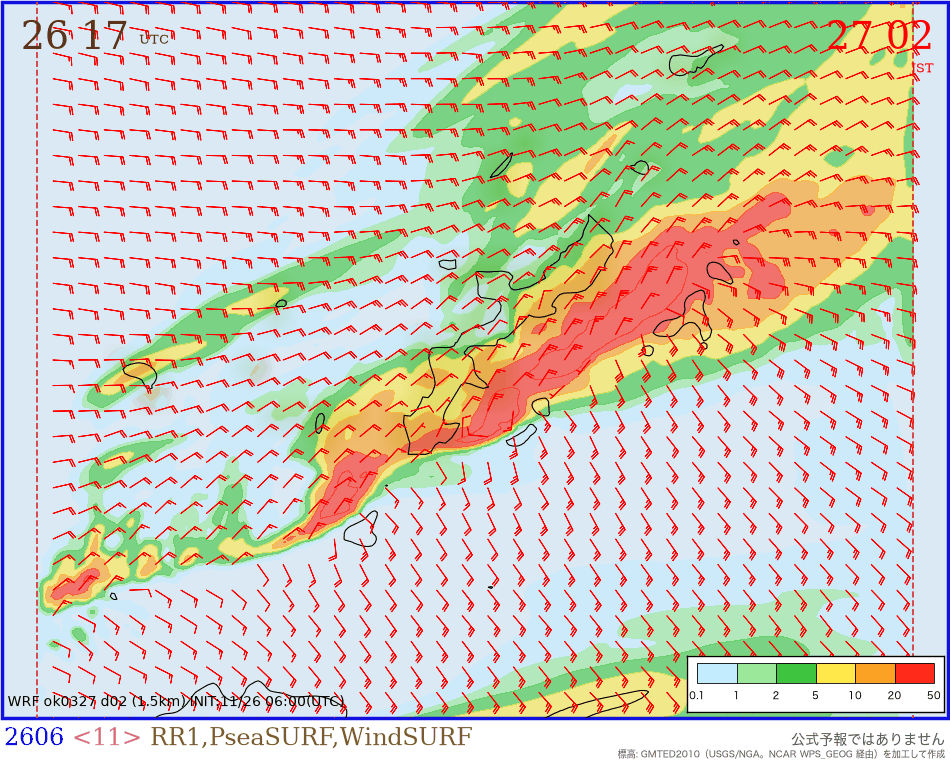 26 17 UTC
27 02
ST
0.1 1 2 5 10 20 50
WRF ok0327 d02 (1.5km) INIT:11/26 06:00(UTC)
2606 <11> RR1,PseaSURF,WindSURF
公式予報ではありません
標高: GMTED2010（USGS/NGA。NCAR WPS_GEOG 経由）を加工して作成